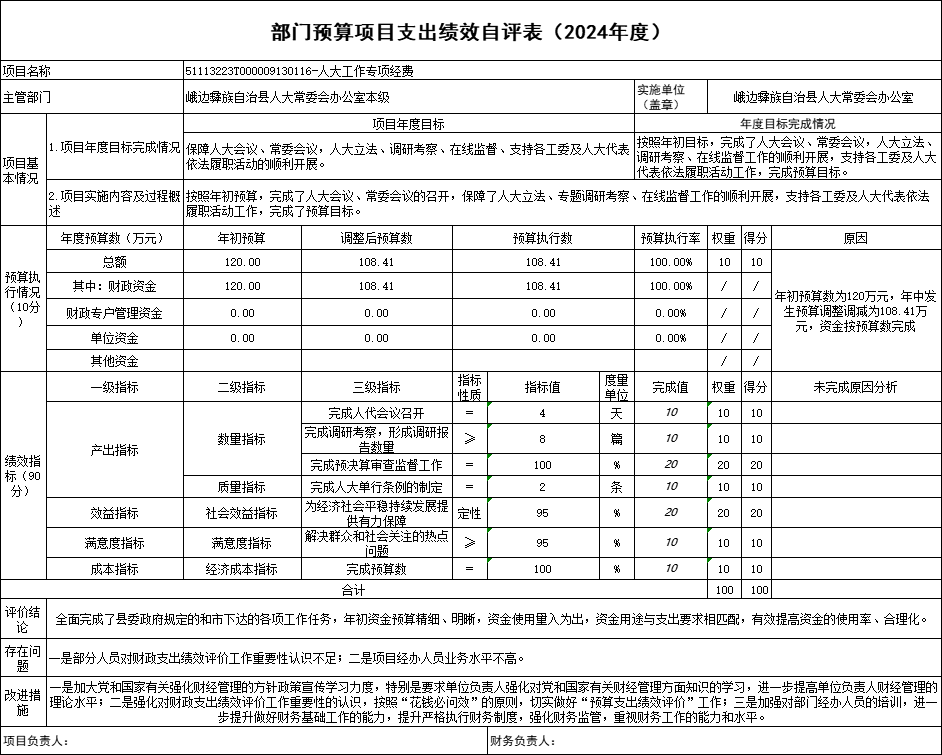 部门预算项目支出绩效自评表（2024年度）
项目名称 51113223T000009130116-人大工作专项经费
主管部门 峨边彝族自治县人大常委会办公室本级 实施单位（盖章） 峨边彝族自治县人大常委会办公室
项目基本情况 1.项目年度目标完成情况 项目年度目标 年度目标完成情况
保障人大会议、常委会议，人大立法、调研考察、在线监督、支持各工委及人大代表
依法履职活动的顺利开展。
按照年初目标，完成了人大会议、常委会议，人大立法、
调研考察、在线监督工作的顺利开展，支持各工委及人大
代表依法履职活动工作，完成预算目标。
2.项目实施内容及过程概述
按照年初预算，完成了人大会议、常委会议的召开，保障了人大立法、专题调研考察、在线监督工作的顺利开展，支持各工委及人大代表依法
履职活动工作，完成了预算目标。
预算执行情况（10分） 年度预算数（万元） 年初预算 调整后预算数 预算执行数 预算执行率 权重 得分 原因
总额 120.00 108.41 108.41 100.00% 10 10
其中：财政资金 120.00 108.41 108.41 100.00% / /
财政专户管理资金 0.00 0.00 0.00 0.00% / /
单位资金 0.00 0.00 0.00 0.00% / /
其他资金 / /
年初预算数为120万元，年中发
生预算调整调减为108.41万
元，资金按预算数完成
绩效指标（90分） 一级指标 二级指标 三级指标 指标性质 指标值 度量单位 完成值 权重 得分 未完成原因分析
产出指标 数量指标 完成人代会议召开 = 4 天 10 10 10
完成调研考察，形成调研报告数量 ≥ 8 篇 10 10 10
完成预决算审查监督工作 = 100 % 20 20 20
质量指标 完成人大单行条例的制定 = 2 条 10 10 10
效益指标 社会效益指标 为经济社会平稳持续发展提供有力保障 定性 95 % 20 20 20
满意度指标 满意度指标 解决群众和社会关注的热点问题 ≥ 95 % 10 10 10
成本指标 经济成本指标 完成预算数 = 100 % 10 10 10
合计 100 100
评价结论 全面完成了县委政府规定的和市下达的各项工作任务，年初资金预算精细、明晰，资金使用量入为出，资金用途与支出要求相匹配，有效提高资金的使用率、合理化。
存在问题 一是部分人员对财政支出绩效评价工作重要性认识不足；二是项目经办人员业务水平不高。
改进措施
一是加大党和国家有关强化财经管理的方针政策宣传学习力度，特别是要求单位负责人强化对党和国家有关财经管理方面知识的学习，进一步提高单位负责人财经管理的
理论水平；二是强化对财政支出绩效评价工作重要性的认识，按照“花钱必问效”的原则，切实做好“预算支出绩效评价”工作；三是加强对部门经办人员的培训，进一
步提升做好财务基础工作的能力，提升严格执行财务制度，强化财务监管，重视财务工作的能力和水平。
项目负责人： 财务负责人：